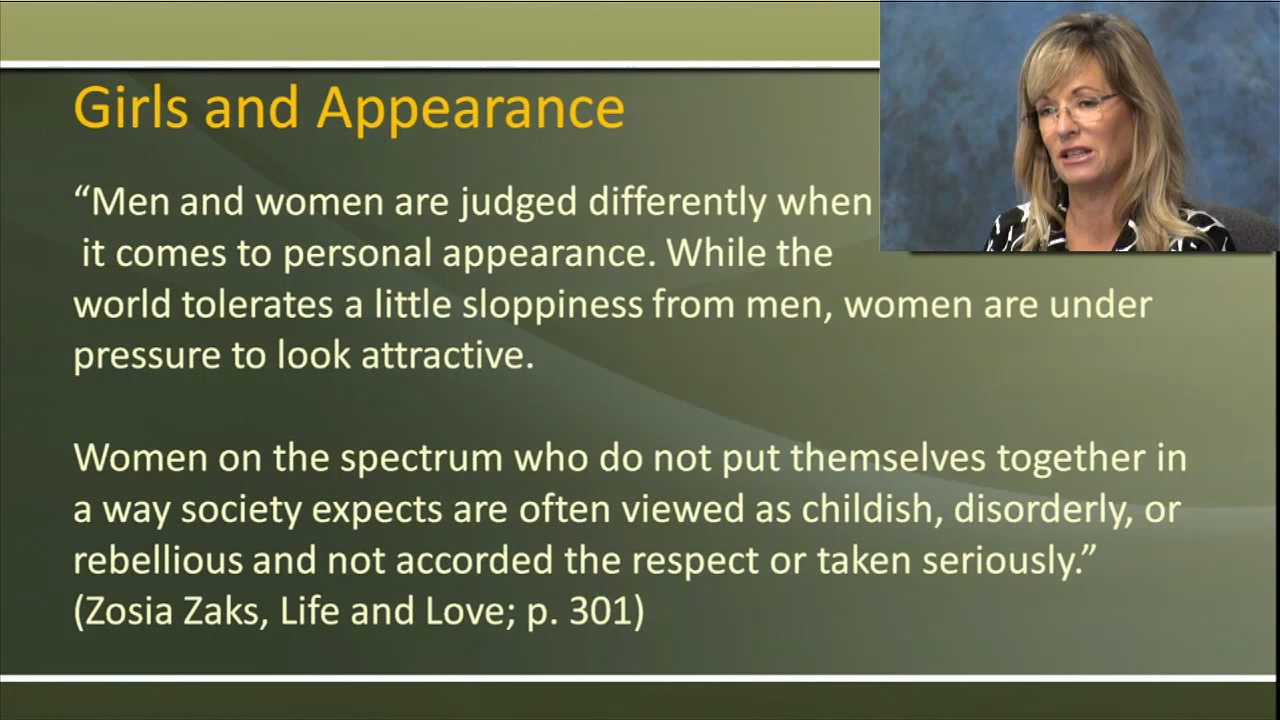 Girls and Appearance
“Men and women are judged differently when
it comes to personal appearance. While the
world tolerates a little sloppiness from men, women are under
pressure to look attractive.
Women on the spectrum who do not put themselves together in
a way society expects are often viewed as childish, disorderly, or
rebellious and not accorded the respect or taken seriously.”
(Zosia Zaks, Life and Love; p. 301)